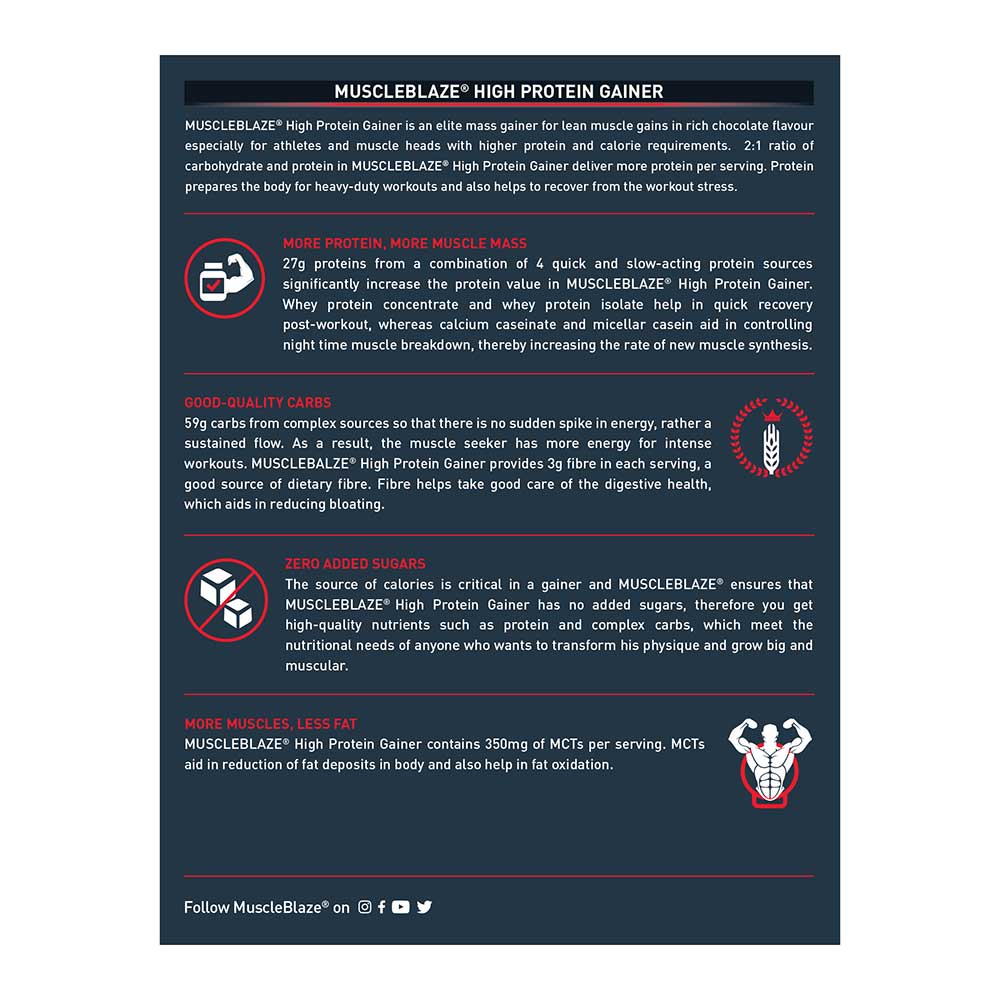 MUSCLEBLAZE® HIGH PROTEIN GAINER
MUSCLEBLAZE® High Protein Gainer is an elite mass gainer for lean muscle gains in rich chocolate flavour
especially for athletes and muscle heads with higher protein and calorie requirements. 2:1 ratio of
carbohydrate and protein in MUSCLEBLAZE® High Protein Gainer deliver more protein per serving. Protein
prepares the body for heavy-duty workouts and also helps to recover from the workout stress.
MORE PROTEIN, MORE MUSCLE MASS
27g proteins from a combination of 4 quick and slow-acting protein sources
significantly increase the protein value in MUSCLEBLAZE® High Protein Gainer.
Whey protein concentrate and whey protein isolate help in quick recovery
post-workout, whereas calcium caseinate and micellar casein aid in controlling
night time muscle breakdown, thereby increasing the rate of new muscle synthesis.
GOOD-QUALITY CARBS
59g carbs from complex sources so that there is no sudden spike in energy, rather a
sustained flow. As a result, the muscle seeker has more energy for intense
workouts. MUSCLEBALZE® High Protein Gainer provides 3g fibre in each serving, a
good source of dietary fibre. Fibre helps take good care of the digestive health,
which aids in reducing bloating.
ZERO ADDED SUGARS
The source of calories is critical in a gainer and MUSCLEBLAZE® ensures that
MUSCLEBLAZE® High Protein Gainer has no added sugars, therefore you get
high-quality nutrients such as protein and complex carbs, which meet the
nutritional needs of anyone who wants to transform his physique and grow big and
muscular.
MORE MUSCLES, LESS FAT
MUSCLEBLAZE® High Protein Gainer contains 350mg of MCTs per serving. MCTs
aid in reduction of fat deposits in body and also help in fat oxidation.
Follow MuscleBlaze® on